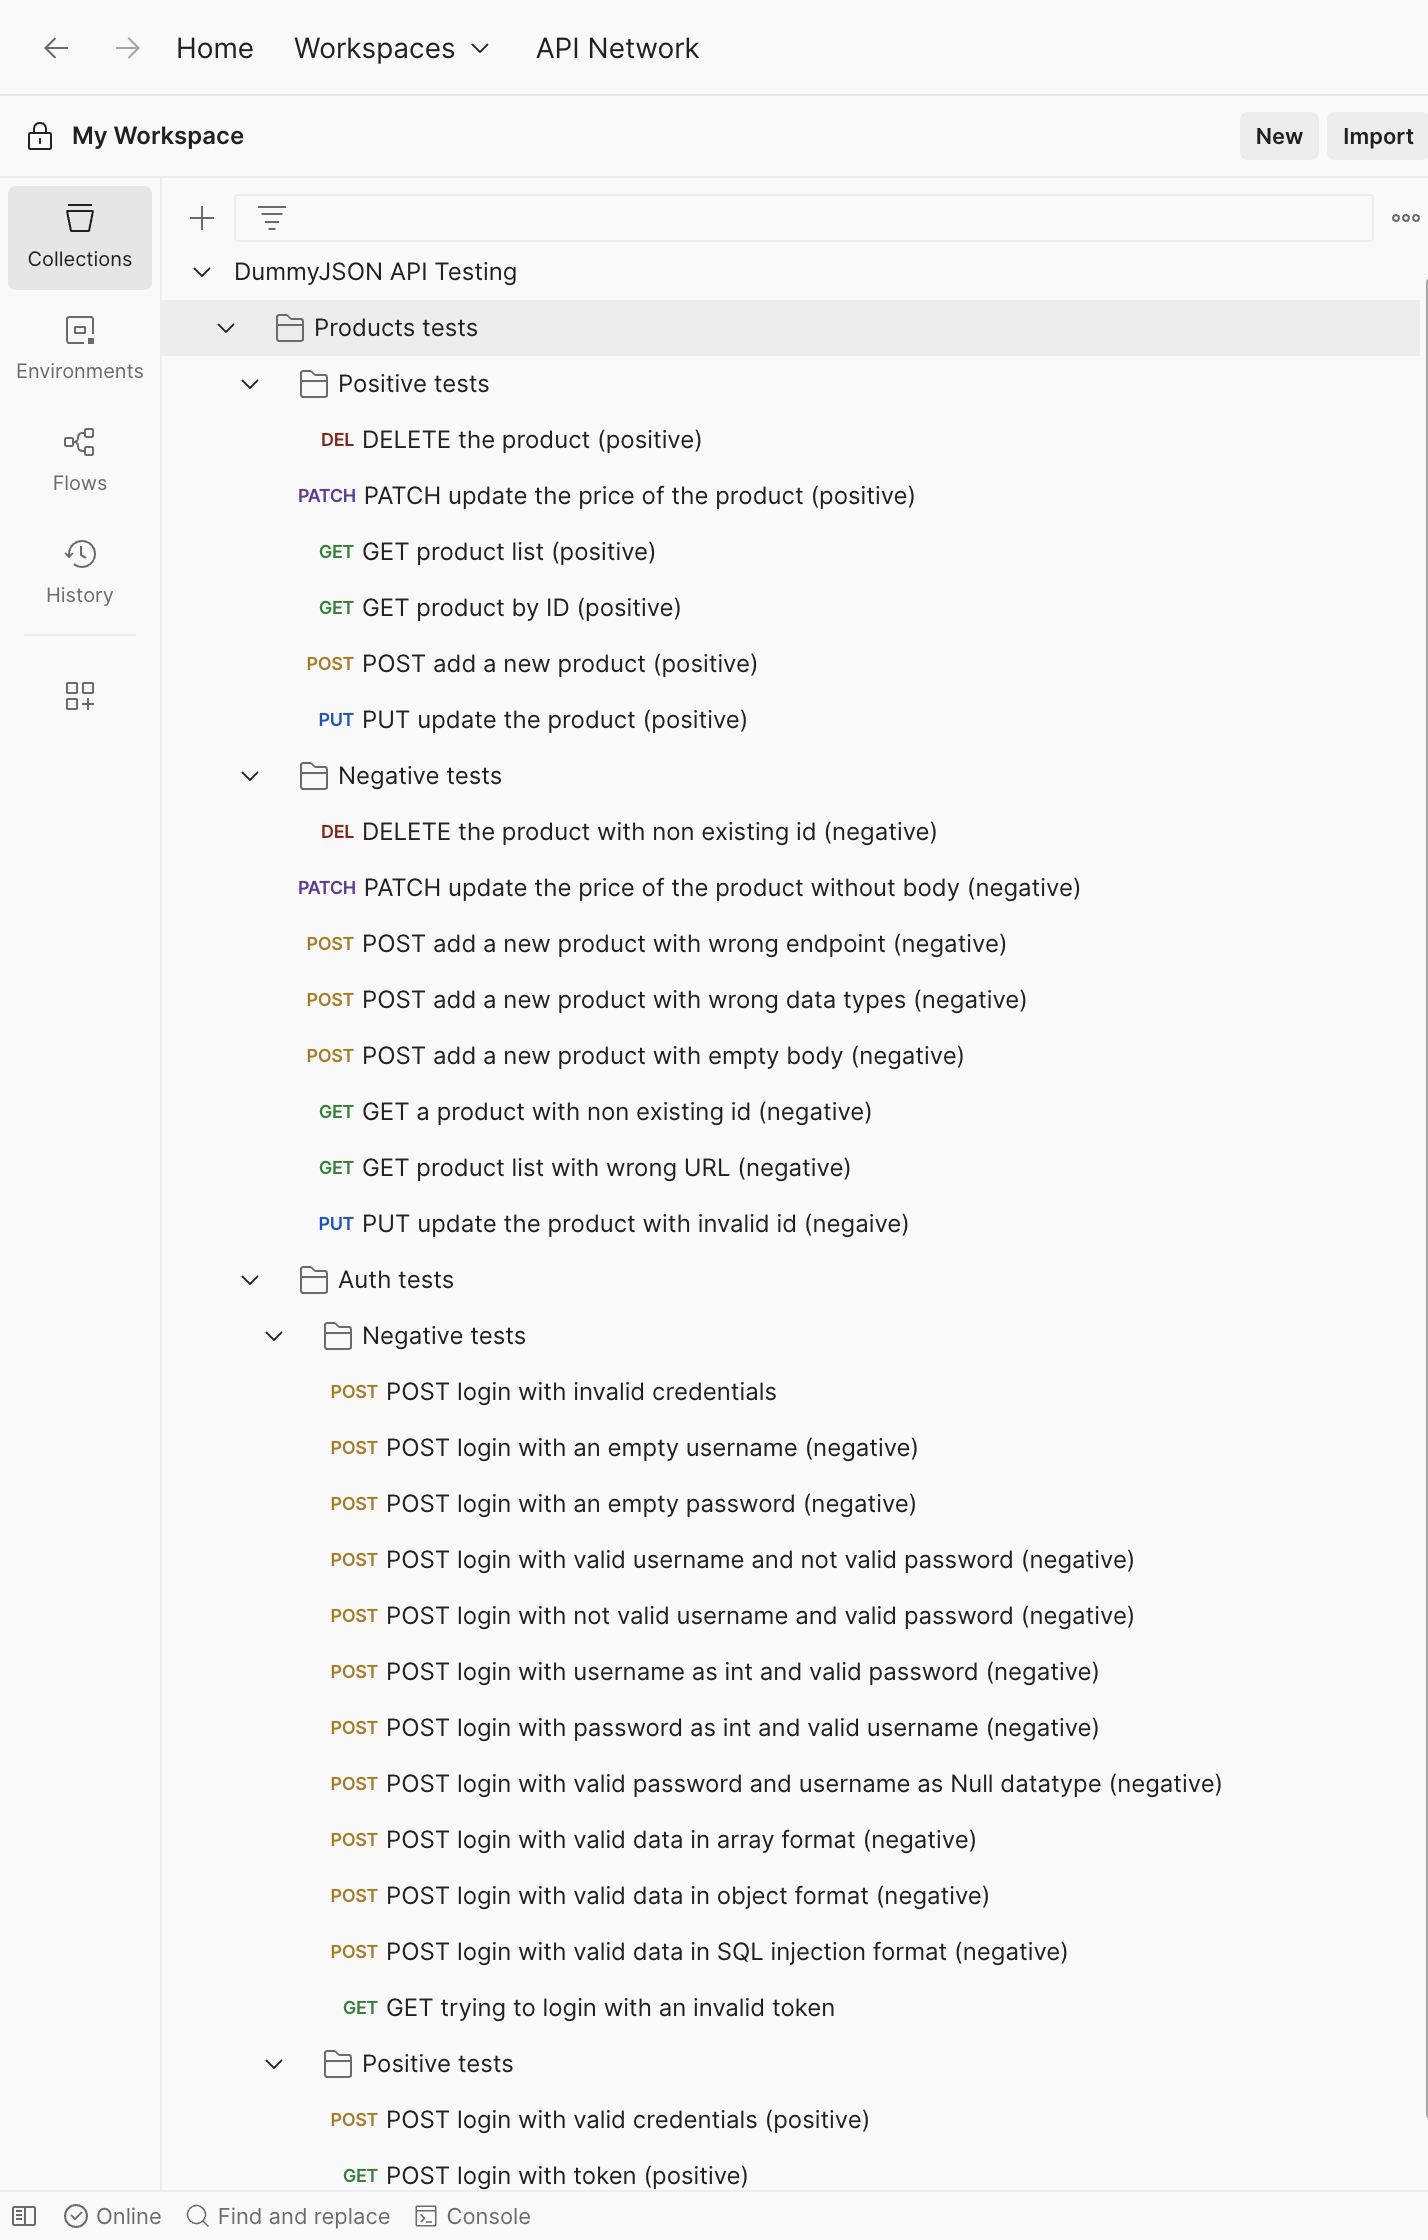 Home Workspaces API Network
My Workspace New Import
Collections
Environments
Flows
History
DummyJSON API Testing
Products tests
Positive tests
DEL DELETE the product (positive)
PATCH PATCH update the price of the product (positive)
GET GET product list (positive)
GET GET product by ID (positive)
POST POST add a new product (positive)
PUT PUT update the product (positive)
Negative tests
DEL DELETE the product with non existing id (negative)
PATCH PATCH update the price of the product without body (negative)
POST POST add a new product with wrong endpoint (negative)
POST POST add a new product with wrong data types (negative)
POST POST add a new product with empty body (negative)
GET GET a product with non existing id (negative)
GET GET product list with wrong URL (negative)
PUT PUT update the product with invalid id (negaive)
Auth tests
Negative tests
POST POST login with invalid credentials
POST POST login with an empty username (negative)
POST POST login with an empty password (negative)
POST POST login with valid username and not valid password (negative)
POST POST login with not valid username and valid password (negative)
POST POST login with username as int and valid password (negative)
POST POST login with password as int and valid username (negative)
POST POST login with valid password and username as Null datatype (negative)
POST POST login with valid data in array format (negative)
POST POST login with valid data in object format (negative)
POST POST login with valid data in SQL injection format (negative)
GET GET trying to login with an invalid token
Positive tests
POST POST login with valid credentials (positive)
GET POST login with token (positive)
Online Find and replace Console